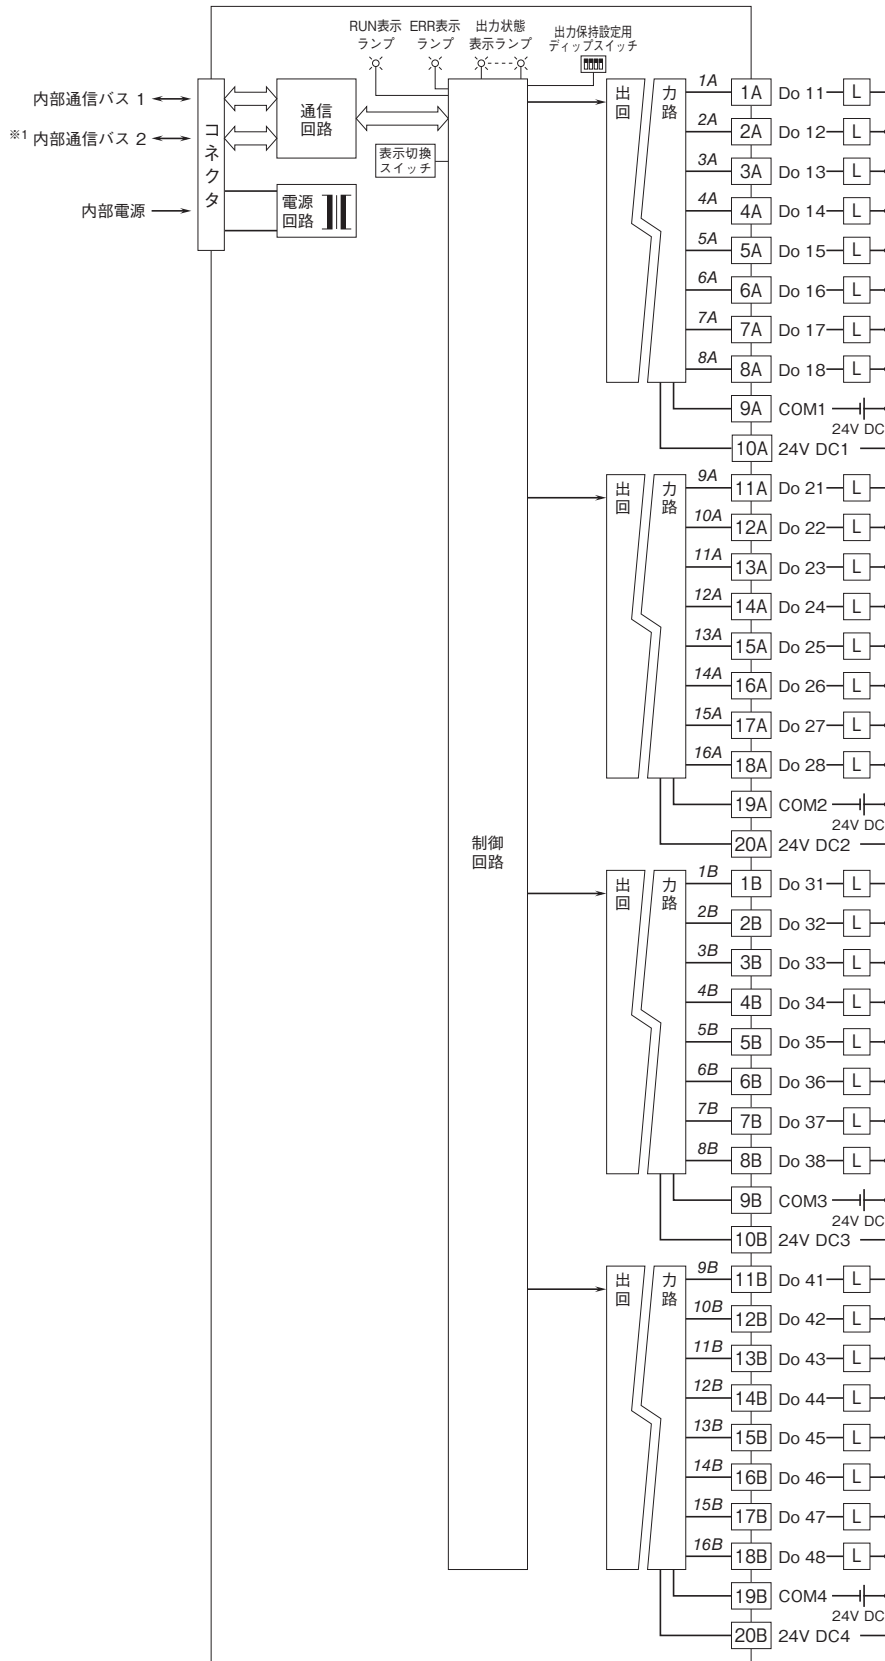 RUN表示
ランプ
ERR表示
ランプ
出力状態
表示ランプ
出力保持設定用
ディップスイッチ
内部通信バス 1
※1 内部通信バス 2
内部電源
コネクタ
通信
回路
表示切換
スイッチ
電源
回路
制御
回路
出 力
回 路
1A 1A Do 11 L
2A 2A Do 12 L
3A 3A Do 13 L
4A 4A Do 14 L
5A 5A Do 15 L
6A 6A Do 16 L
7A 7A Do 17 L
8A 8A Do 18 L
9A COM1
24V DC
10A 24V DC1
出 力
回 路
9A 11A Do 21 L
10A 12A Do 22 L
11A 13A Do 23 L
12A 14A Do 24 L
13A 15A Do 25 L
14A 16A Do 26 L
15A 17A Do 27 L
16A 18A Do 28 L
19A COM2
24V DC
20A 24V DC2
出 力
回 路
1B 1B Do 31 L
2B 2B Do 32 L
3B 3B Do 33 L
4B 4B Do 34 L
5B 5B Do 35 L
6B 6B Do 36 L
7B 7B Do 37 L
8B 8B Do 38 L
9B COM3
24V DC
10B 24V DC3
出 力
回 路
9B 11B Do 41 L
10B 12B Do 42 L
11B 13B Do 43 L
12B 14B Do 44 L
13B 15B Do 45 L
14B 16B Do 46 L
15B 17B Do 47 L
16B 18B Do 48 L
19B COM4
24V DC
20B 24V DC4